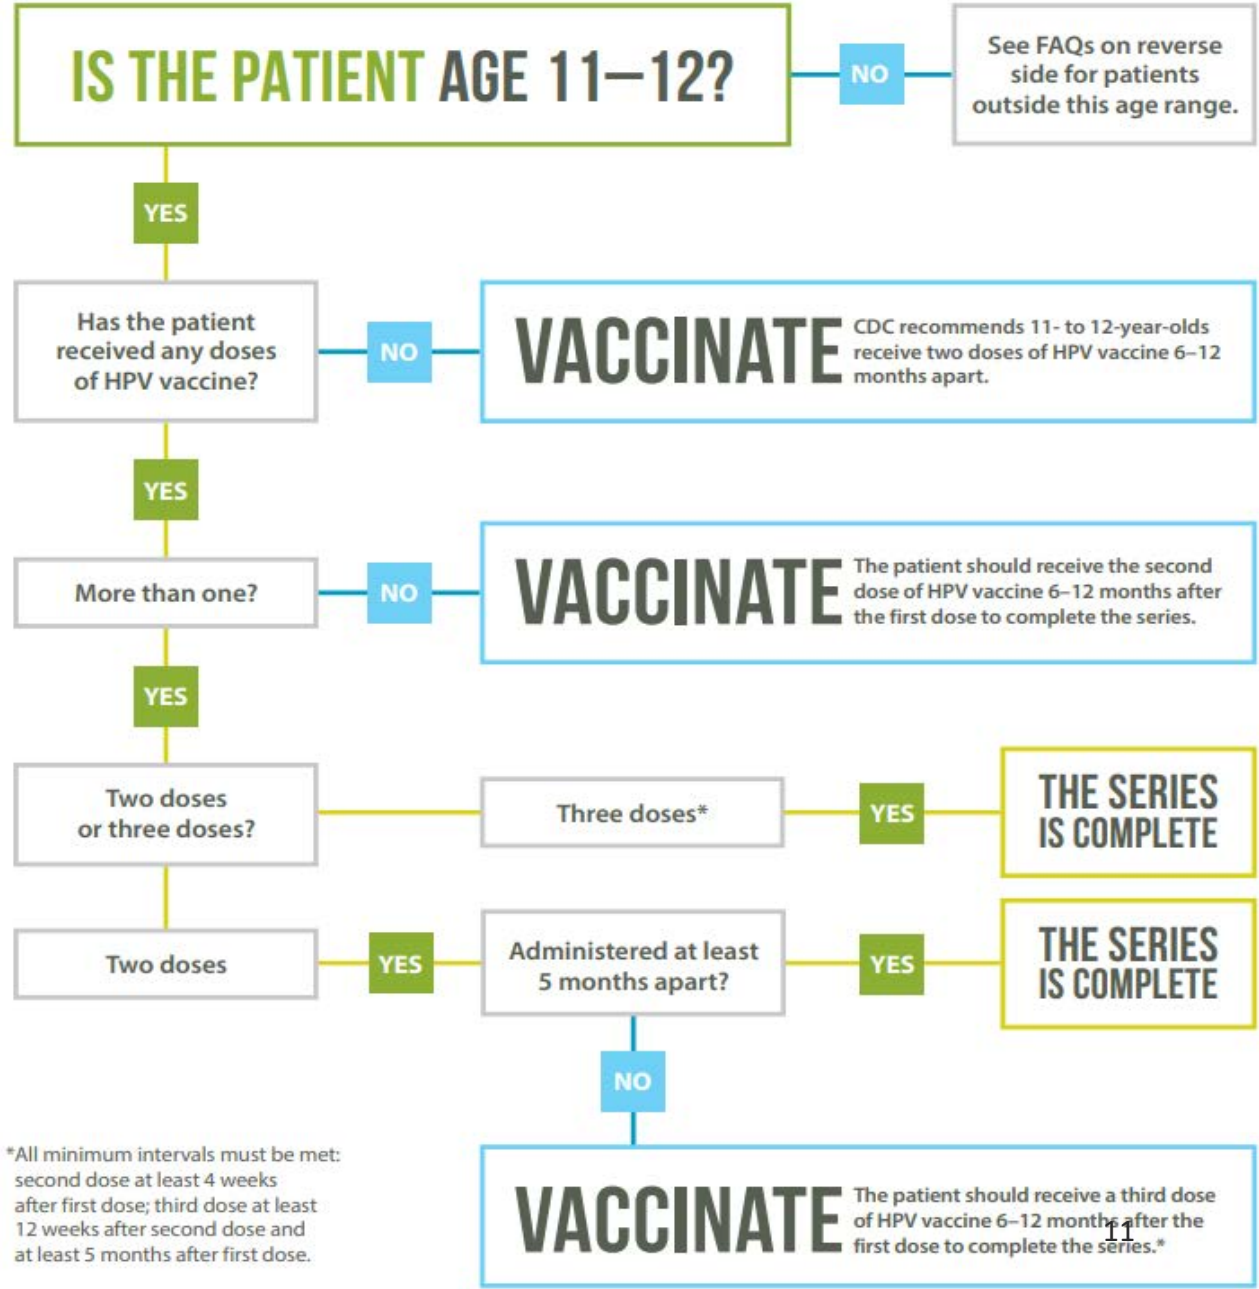 IS THE PATIENT AGE 11–12?
NO
See FAQs on reverse
side for patients
outside this age range.
YES
Has the patient
received any doses
of HPV vaccine?
NO
VACCINATE
CDC recommends 11- to 12-year-olds
receive two doses of HPV vaccine 6–12
months apart.
YES
More than one?
NO
VACCINATE
The patient should receive the second
dose of HPV vaccine 6–12 months after
the first dose to complete the series.
YES
Two doses
or three doses?
Three doses*
YES
THE SERIES
IS COMPLETE
Two doses
YES
Administered at least
5 months apart?
YES
THE SERIES
IS COMPLETE
NO
*All minimum intervals must be met:
second dose at least 4 weeks
after first dose; third dose at least
12 weeks after second dose and
at least 5 months after first dose.
VACCINATE
The patient should receive a third dose
of HPV vaccine 6–12 months after the
first dose to complete the series.*
11